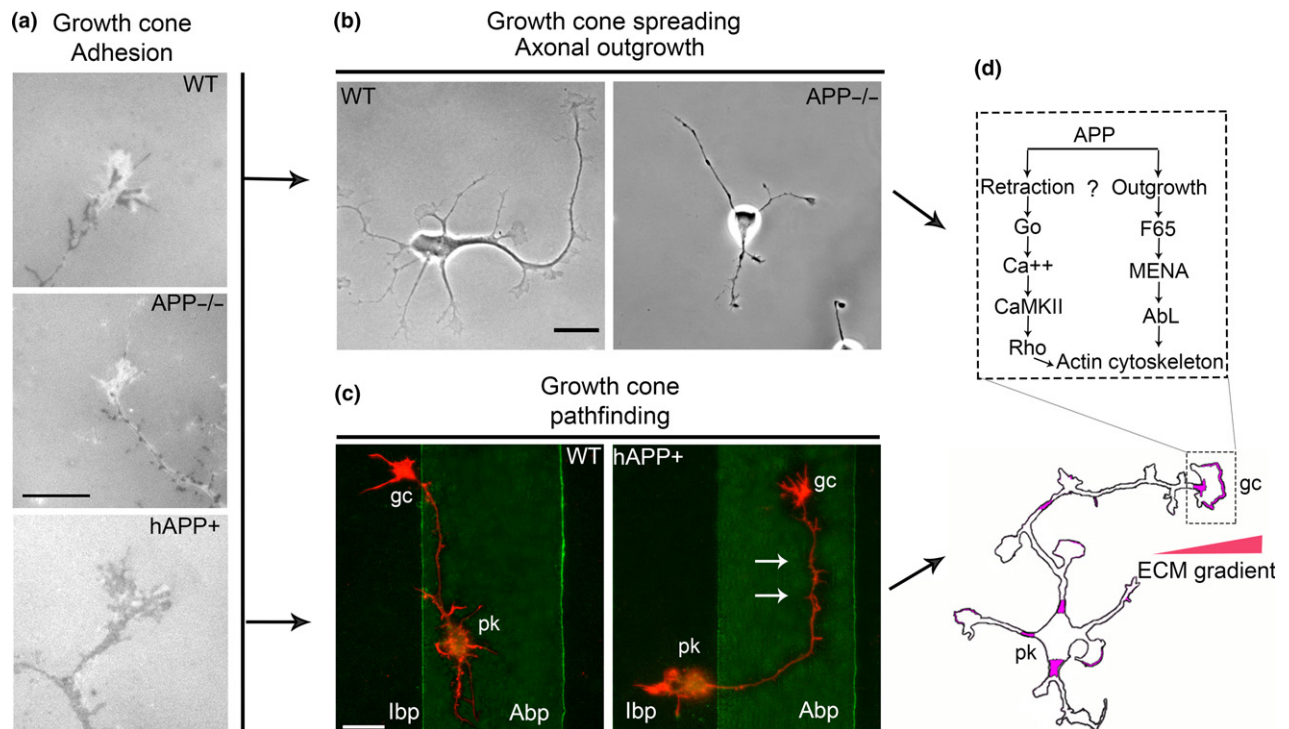 (a) Growth cone
Adhesion
WT
APP–/–
hAPP+
(b) Growth cone spreading
Axonal outgrowth
WT
APP–/–
(c) Growth cone
pathfinding
WT
gc
pk
Ibp
Abp
hAPP+
gc
pk
Ibp
Abp
(d)
APP
Retraction ? Outgrowth
Go F65
Ca++ MENA
CaMKII AbL
Rho
Actin cytoskeleton
gc
ECM gradient
pk